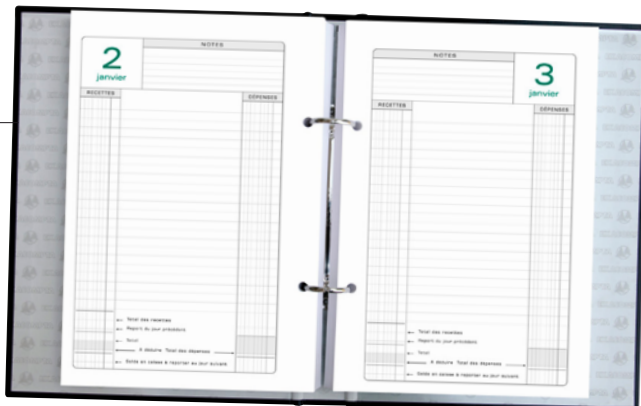 2
janvier
NOTES
RECETTES
DÉPENSES
Total des recettes
Report du jour précédent
Total
A déduire Total des dépenses
Solde en caisse à reporter au jour suivant
NOTES
3
janvier
RECETTES
DÉPENSES
Total des recettes
Report du jour précédent
Total
A déduire Total des dépenses
Solde en caisse à reporter au jour suivant